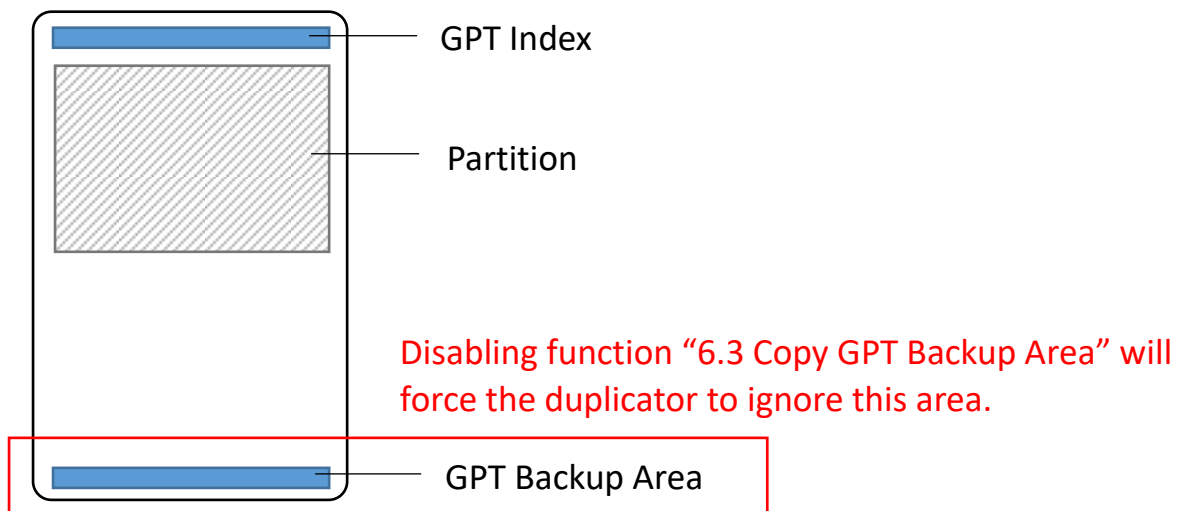 GPT Index
Partition
Disabling function “6.3 Copy GPT Backup Area” will
force the duplicator to ignore this area.
GPT Backup Area